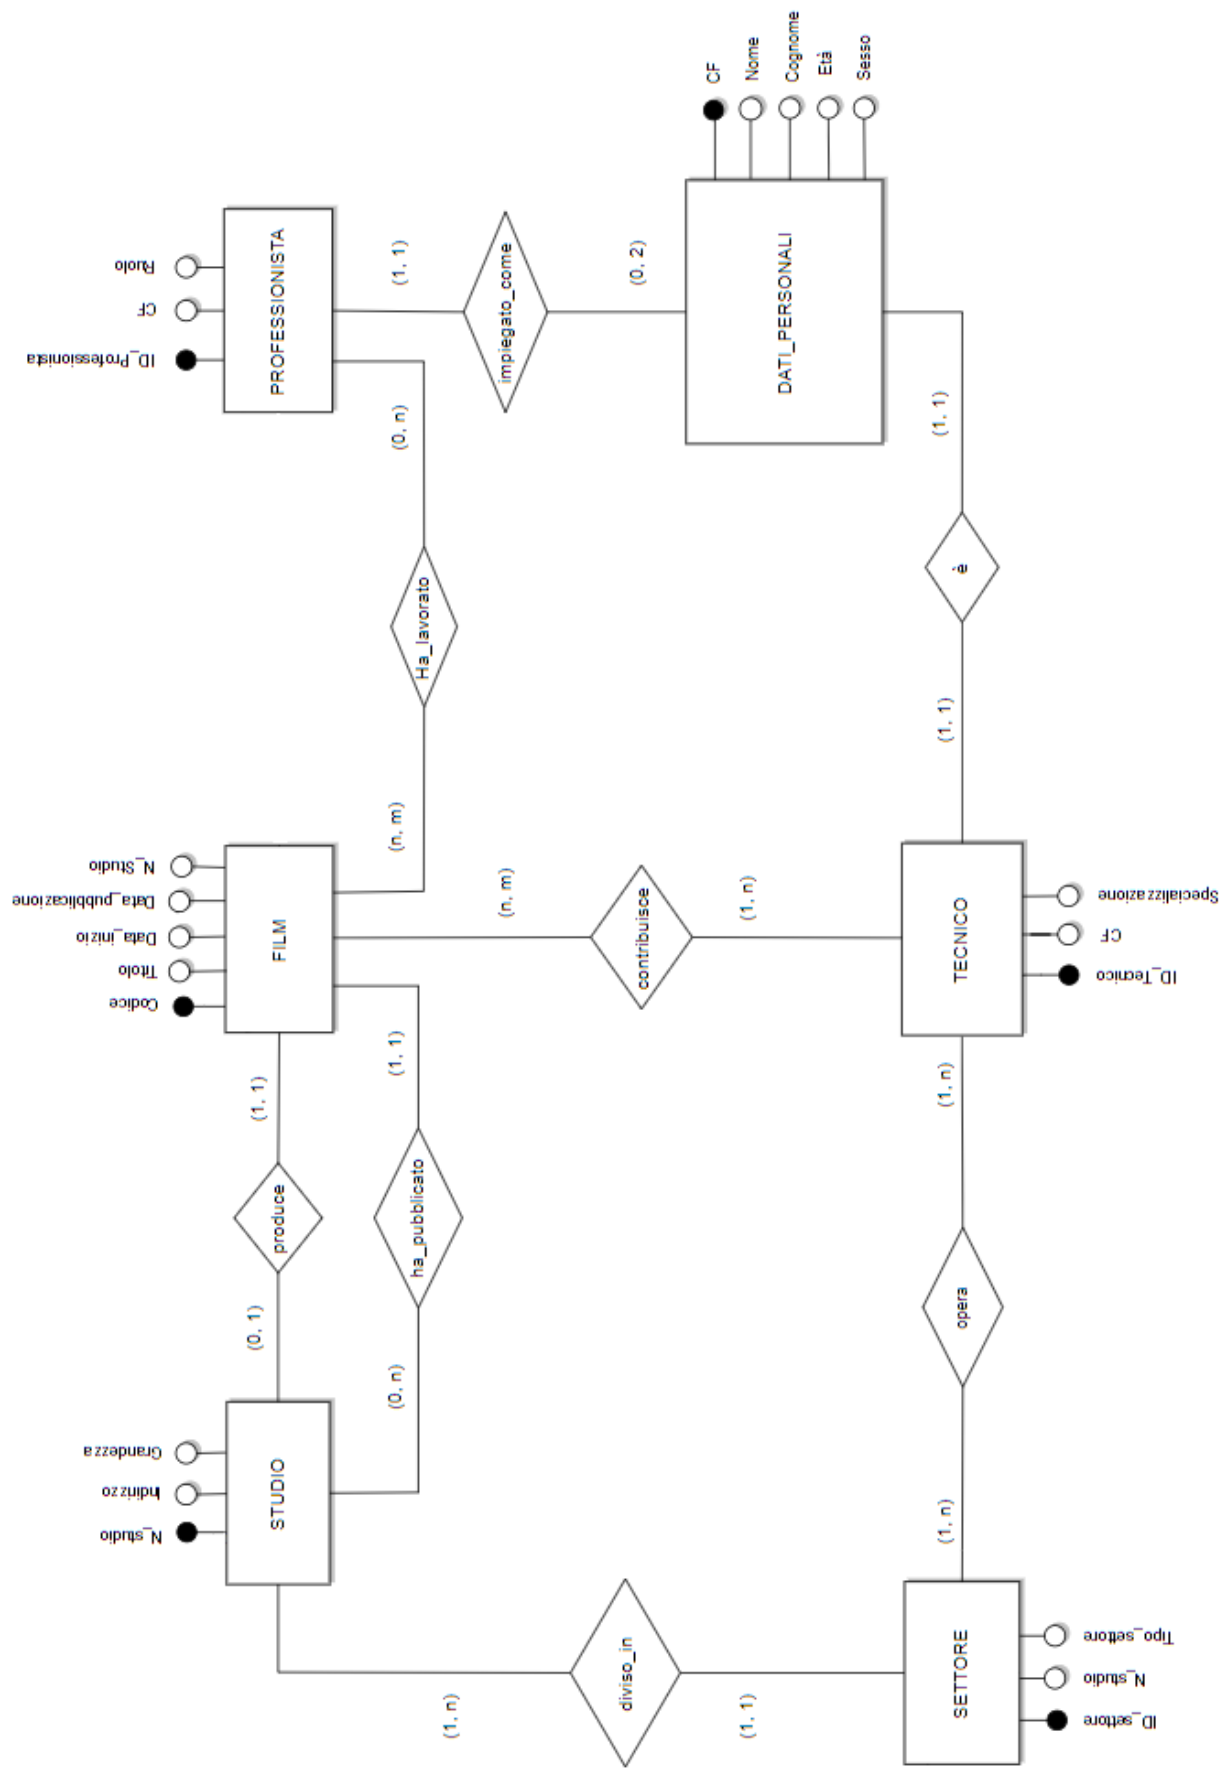 N_studio
Indirizzo
Grandezza
STUDIO
(0, 1)
produce
(1, 1)
Codice
Titolo
Data_inizio
Data_pubblicazione
N_Studio
FILM
(0, n)
ha_pubblicato
(1, 1)
(n, m)
Ha_lavorato
(0, n)
ID_Professionista
CF
Ruolo
PROFESSIONISTA
(1, 1)
impiegato_come
(0, 2)
(1, n)
diviso_in
(1, 1)
(n, m)
contribuisce
(1, n)
CF
Nome
Cognome
Età
Sesso
DATI_PERSONALI
(1, 1)
è
(1, 1)
SETTORE
ID_settore
N_studio
Tipo_settore
(1, n)
opera
(1, n)
TECNICO
ID_Tecnico
CF
Specializzazione